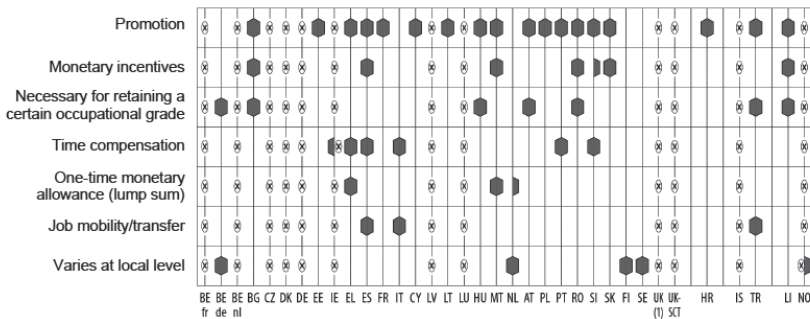 Promotion
Monetary incentives
Necessary for retaining a
certain occupational grade
Time compensation
One-time monetary
allowance (lump sum)
Job mobility/transfer
Varies at local level
BE BE BE BG CZ DK DE EE IE EL ES FR IT CY LV LT LU HU MT NL AT PL PT RO SI SK FI SE UK UK- HR IS TR LI NO
fr de nl (1) SCT